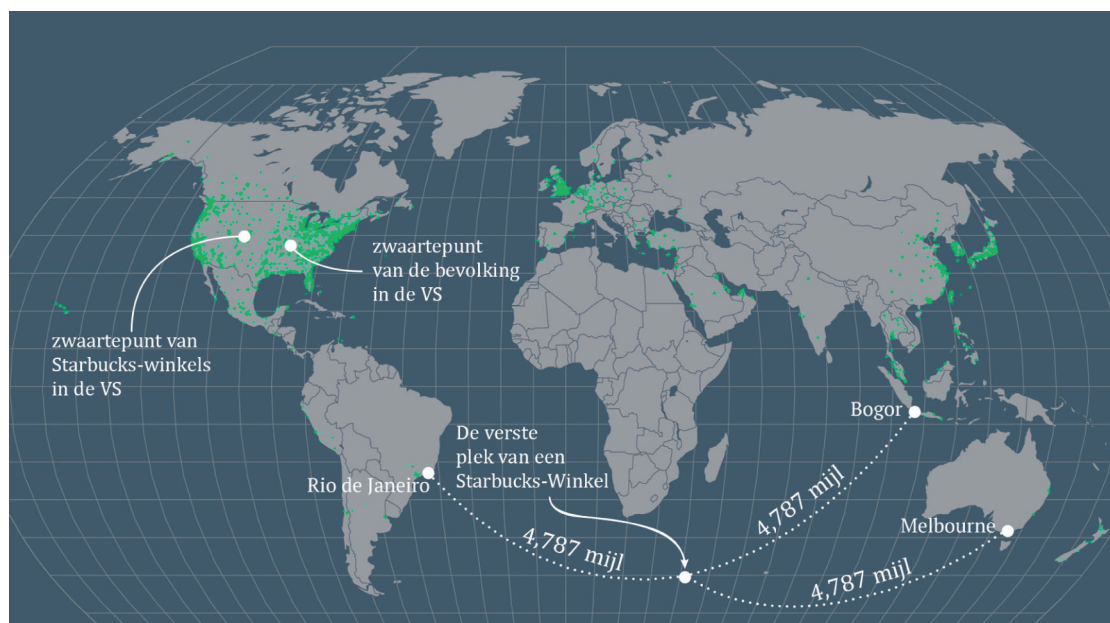 zwaartepunt
van de bevolking
in de VS
zwaartepunt van
Starbucks-winkels
in de VS
De verste
plek van een
Starbucks-Winkel
Bogor
Rio de Janeiro
Melbourne
4,787 mijl
4,787 mijl
4,787 mijl